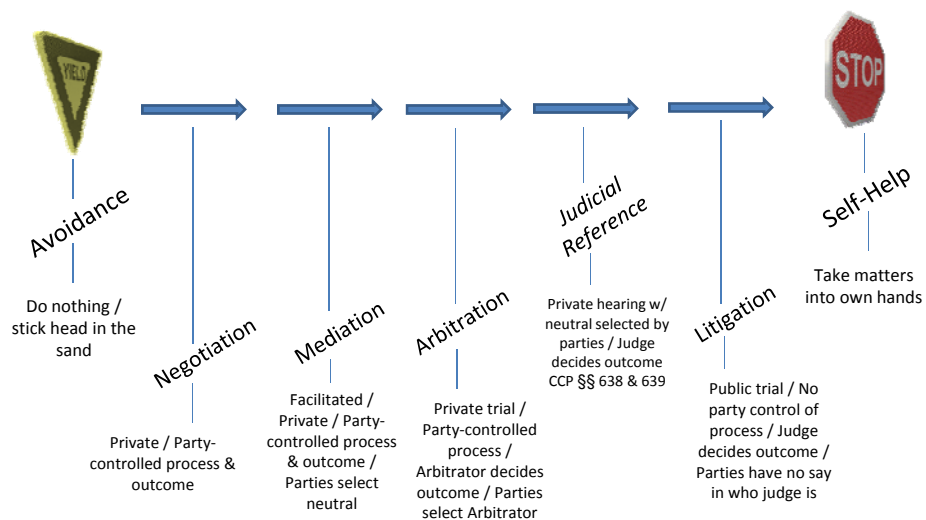 YIELD
STOP
Avoidance
Do nothing /
stick head in the
sand
Negotiation
Private / Party-
controlled process &
outcome
Mediation
Facilitated /
Private / Party-
controlled process
& outcome /
Parties select
neutral
Arbitration
Private trial /
Party-controlled
process /
Arbitrator decides
outcome / Parties
select Arbitrator
Judicial
Reference
Private hearing w/
neutral selected by
parties / Judge
decides outcome
CCP §§ 638 & 639
Litigation
Public trial / No
party control of
process / Judge
decides outcome /
Parties have no say
in who judge is
Self-Help
Take matters
into own hands